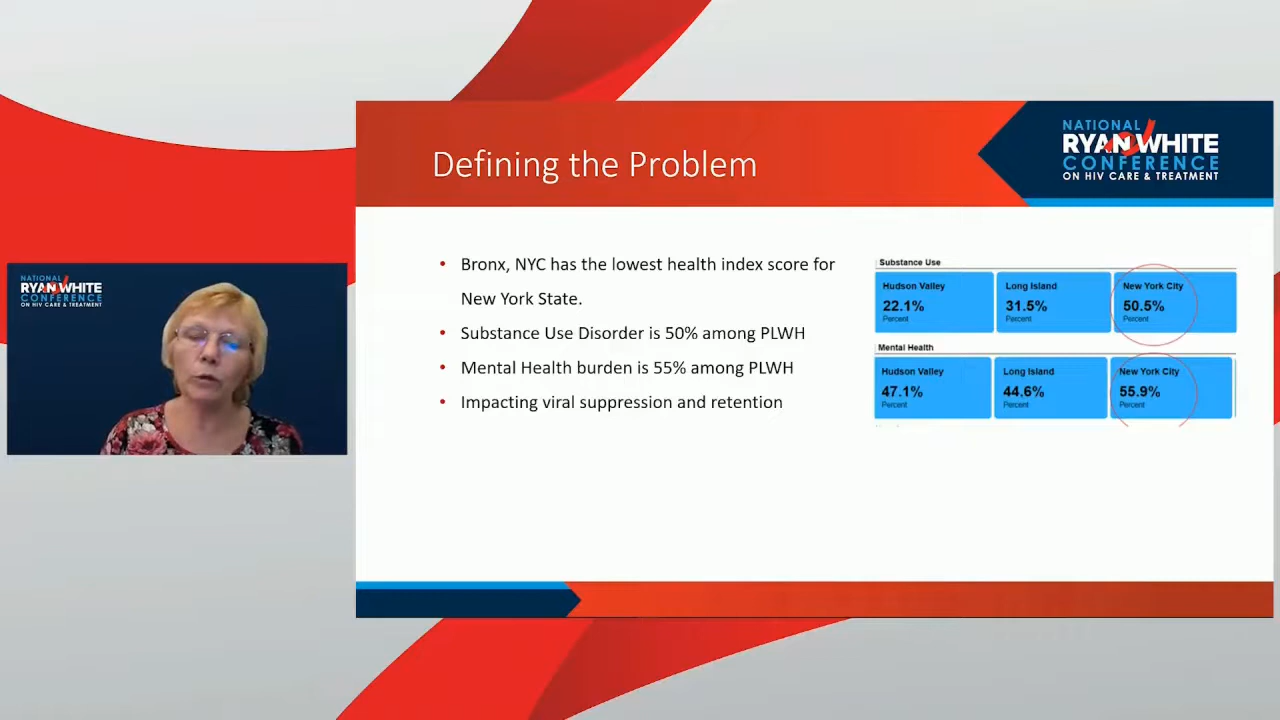 NATIONAL
RYAN WHITE
CONFERENCE
ON HIV CARE & TREATMENT
Defining the Problem
NATIONAL
RYAN WHITE
CONFERENCE
ON HIV CARE & TREATMENT
• Bronx, NYC has the lowest health index score for
New York State.
• Substance Use Disorder is 50% among PLWH
• Mental Health burden is 55% among PLWH
• Impacting viral suppression and retention
Substance Use
Hudson Valley
22.1%
Percent
Long Island
31.5%
Percent
New York City
50.5%
Percent
Mental Health
Hudson Valley
47.1%
Percent
Long Island
44.6%
Percent
New York City
55.9%
Percent